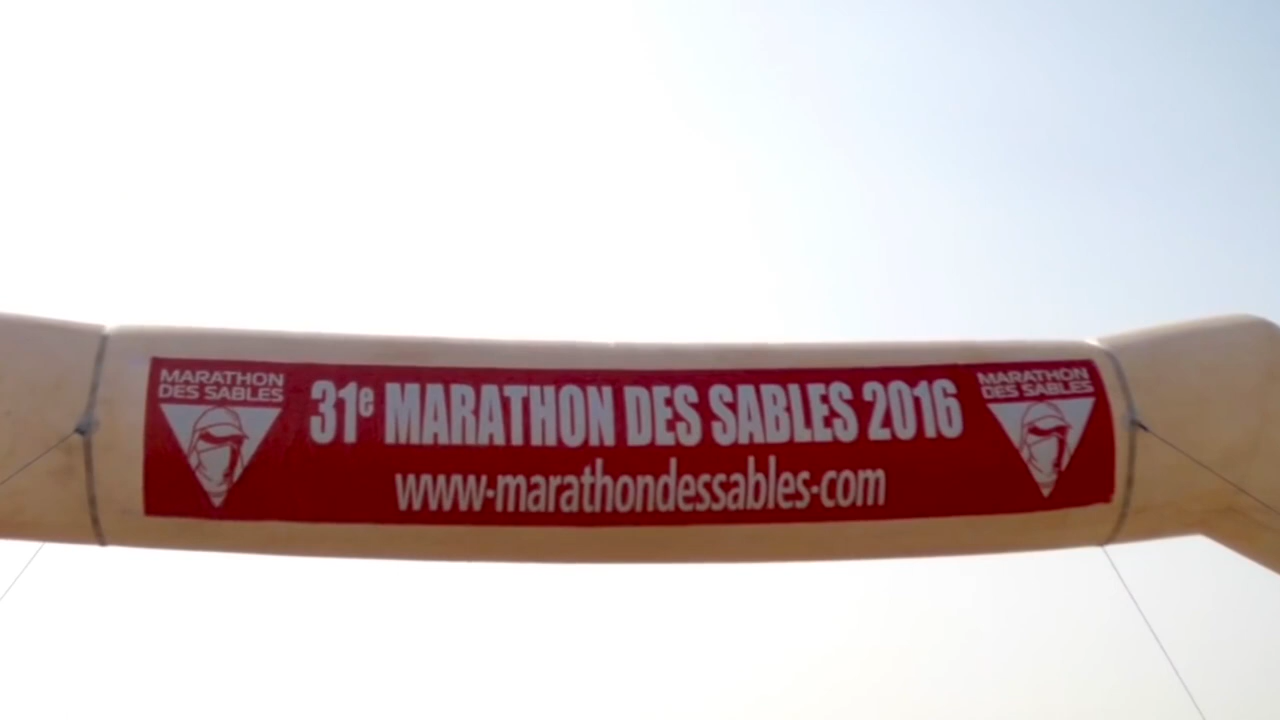 MARATHON
DES SABLES
31e MARATHON DES SABLES 2016
www-marathondessables-com
MARATHON
DES SABLES